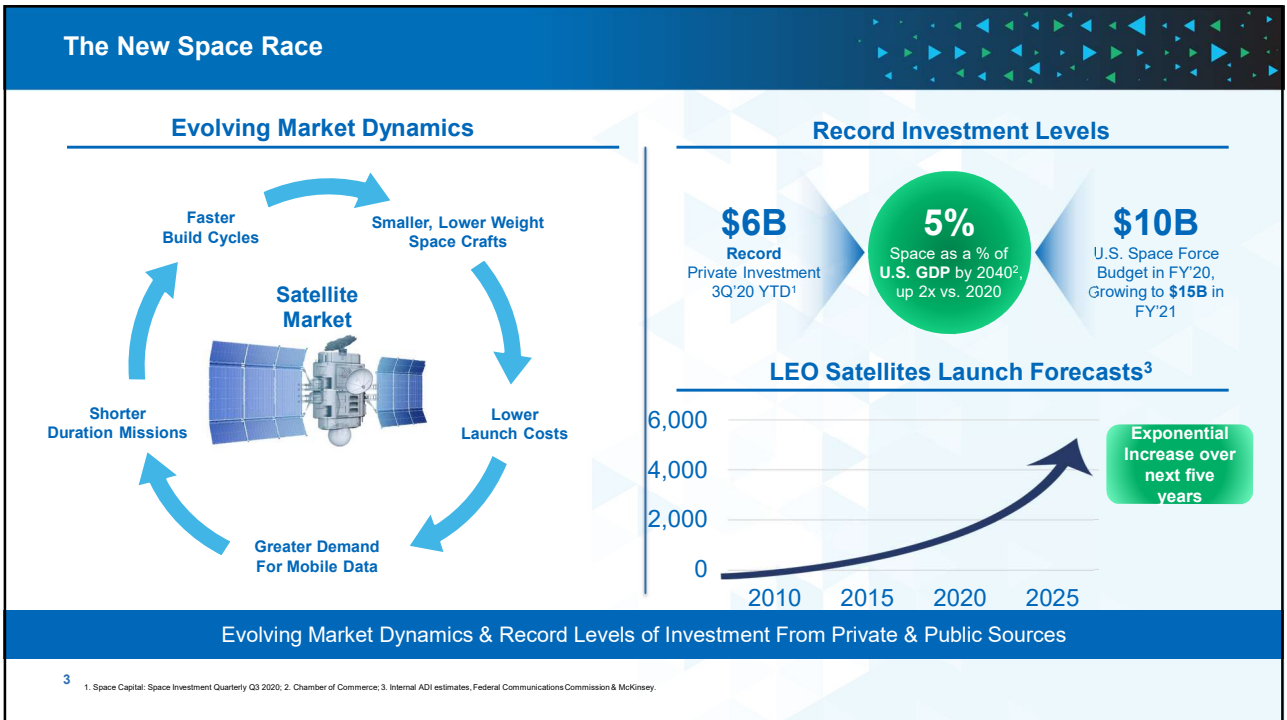 The New Space Race
Evolving Market Dynamics
Faster
Build Cycles
Smaller, Lower Weight
Space Crafts
Satellite
Market
Shorter
Duration Missions
Lower
Launch Costs
Greater Demand
For Mobile Data
Record Investment Levels
$6B
Record
Private Investment
3Q'20 YTD1
5%
Space as a % of
U.S. GDP by 2040²,
up 2x vs. 2020
$10B
U.S. Space Force
Budget in FY'20,
Growing to $15B in
FY'21
LEO Satellites Launch Forecasts³
6,000
4,000
2,000
0
2010 2015 2020 2025
Exponential
Increase over
next five
years
Evolving Market Dynamics & Record Levels of Investment From Private & Public Sources
3
1. Space Capital: Space Investment Quarterly Q3 2020; 2. Chamber of Commerce; 3. Internal ADI estimates, Federal Communications Commission & McKinsey.